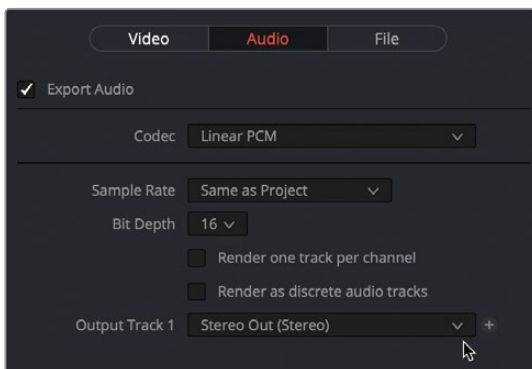 Video Audio File
Export Audio
Codec Linear PCM
Sample Rate Same as Project
Bit Depth 16
Render one track per channel
Render as discrete audio tracks
Output Track 1 Stereo Out (Stereo) +